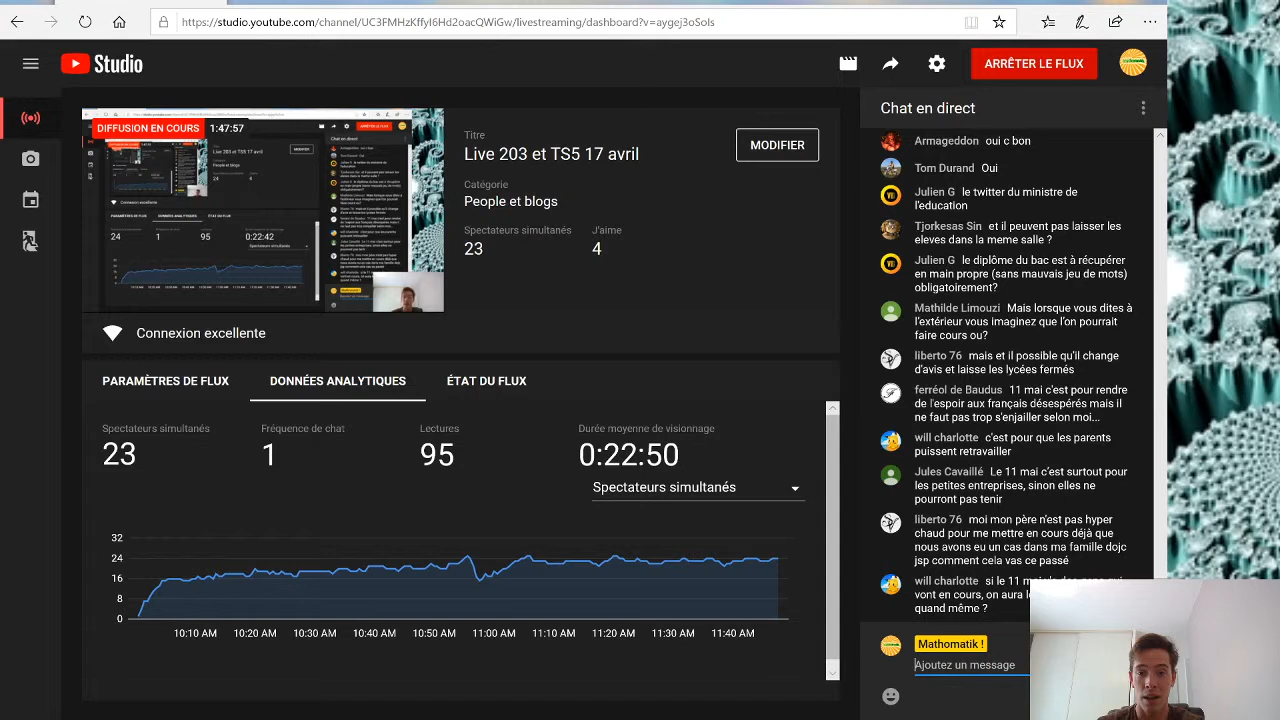 https://studio.youtube.com/channel/UC3FMHzKffyI6Hd2oacQWiGw/livestreaming/dashboard?v=aygej3oSoIs
Studio
ARRÊTER LE FLUX
DIFFUSION EN COURS 1:47:57
Titre
Live 203 et TS5 17 avril
MODIFIER
Catégorie
People et blogs
Spectateurs simultanés
J'aime
23
4
Connexion excellente
PARAMÈTRES DE FLUX
DONNÉES ANALYTIQUES
ÉTAT DU FLUX
Spectateurs simultanés
Fréquence de chat
Lectures
Durée moyenne de visionnage
23
1
95
0:22:50
Spectateurs simultanés
32
24
16
8
0
10:10 AM
10:20 AM
10:30 AM
10:40 AM
10:50 AM
11:00 AM
11:10 AM
11:20 AM
11:30 AM
11:40 AM
Chat en direct
Armageddon oui c bon
Tom Durand Oui
Julien G le twitter du ministre de
l'education
Tjorkesas Sin et il peuvent pas laisser les
eleves dans la meme salle ??
Julien G le diplôme du bac est à récupérer
en main propre (sans mauvais jeu de mots)
obligatoirement?
Mathilde Limouzi Mais lorsque vous dites à
l'extérieur vous imaginez que l'on pourrait
faire cours ou?
liberto 76 mais et il possible qu'il change
d'avis et laisse les lycées fermés
ferréol de Baudus 11 mai c'est pour rendre
de l'espoir aux français désespérés mais il
ne faut pas trop s'enjailler selon moi...
will charlotte c'est pour que les parents
puissent retravailler
Jules Cavaillé Le 11 mai c'est surtout pour
les petites entreprises, sinon elles ne
pourront pas tenir
liberto 76 moi mon père n'est pas hyper
chaud pour me mettre en cours déjà que
nous avons eu un cas dans ma famille dojc
jsp comment cela vas ce passé
will charlotte si le 11 mai
vont en cours, on aura
quand même ?
Mathomatik !
Ajoutez un message